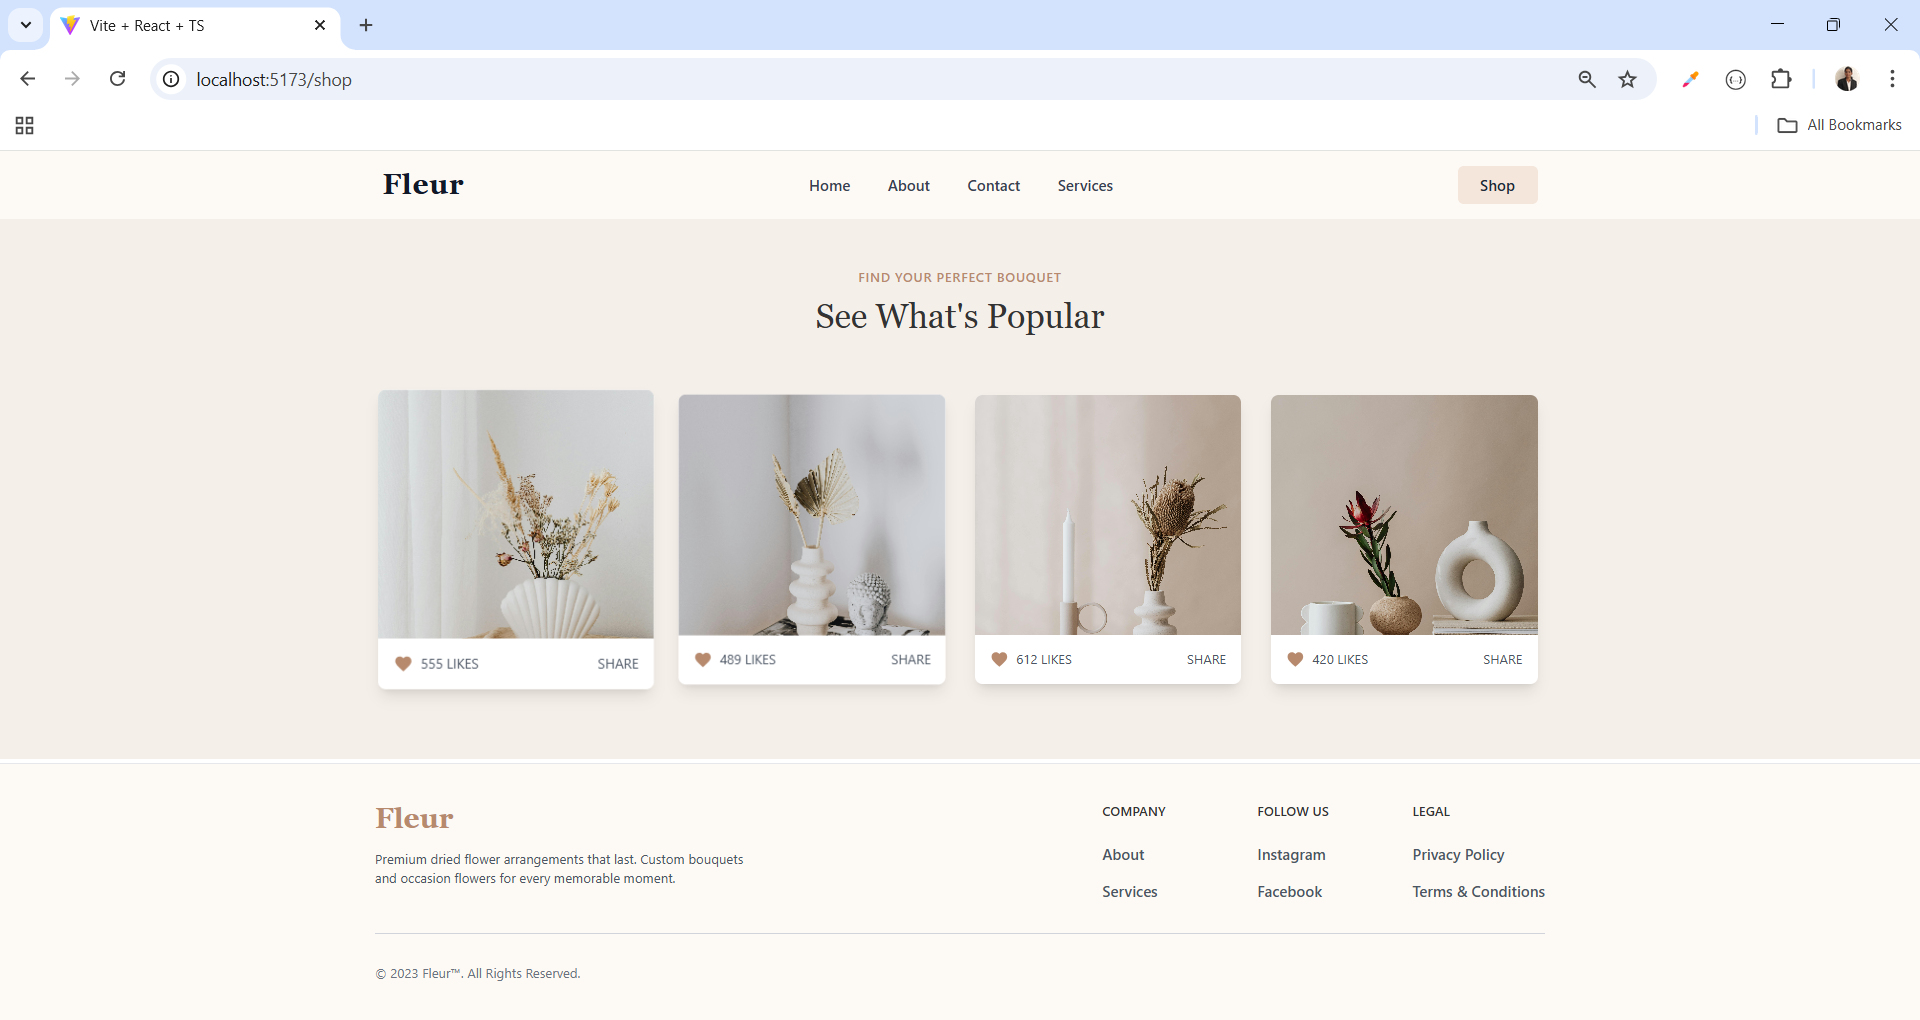 Vite + React + TS
localhost:5173/shop
All Bookmarks
Fleur
Home About Contact Services
Shop
FIND YOUR PERFECT BOUQUET
See What's Popular
555 LIKES SHARE
489 LIKES SHARE
612 LIKES SHARE
420 LIKES SHARE
Fleur
Premium dried flower arrangements that last. Custom bouquets
and occasion flowers for every memorable moment.
COMPANY
About
Services
FOLLOW US
Instagram
Facebook
LEGAL
Privacy Policy
Terms & Conditions
© 2023 Fleur™. All Rights Reserved.